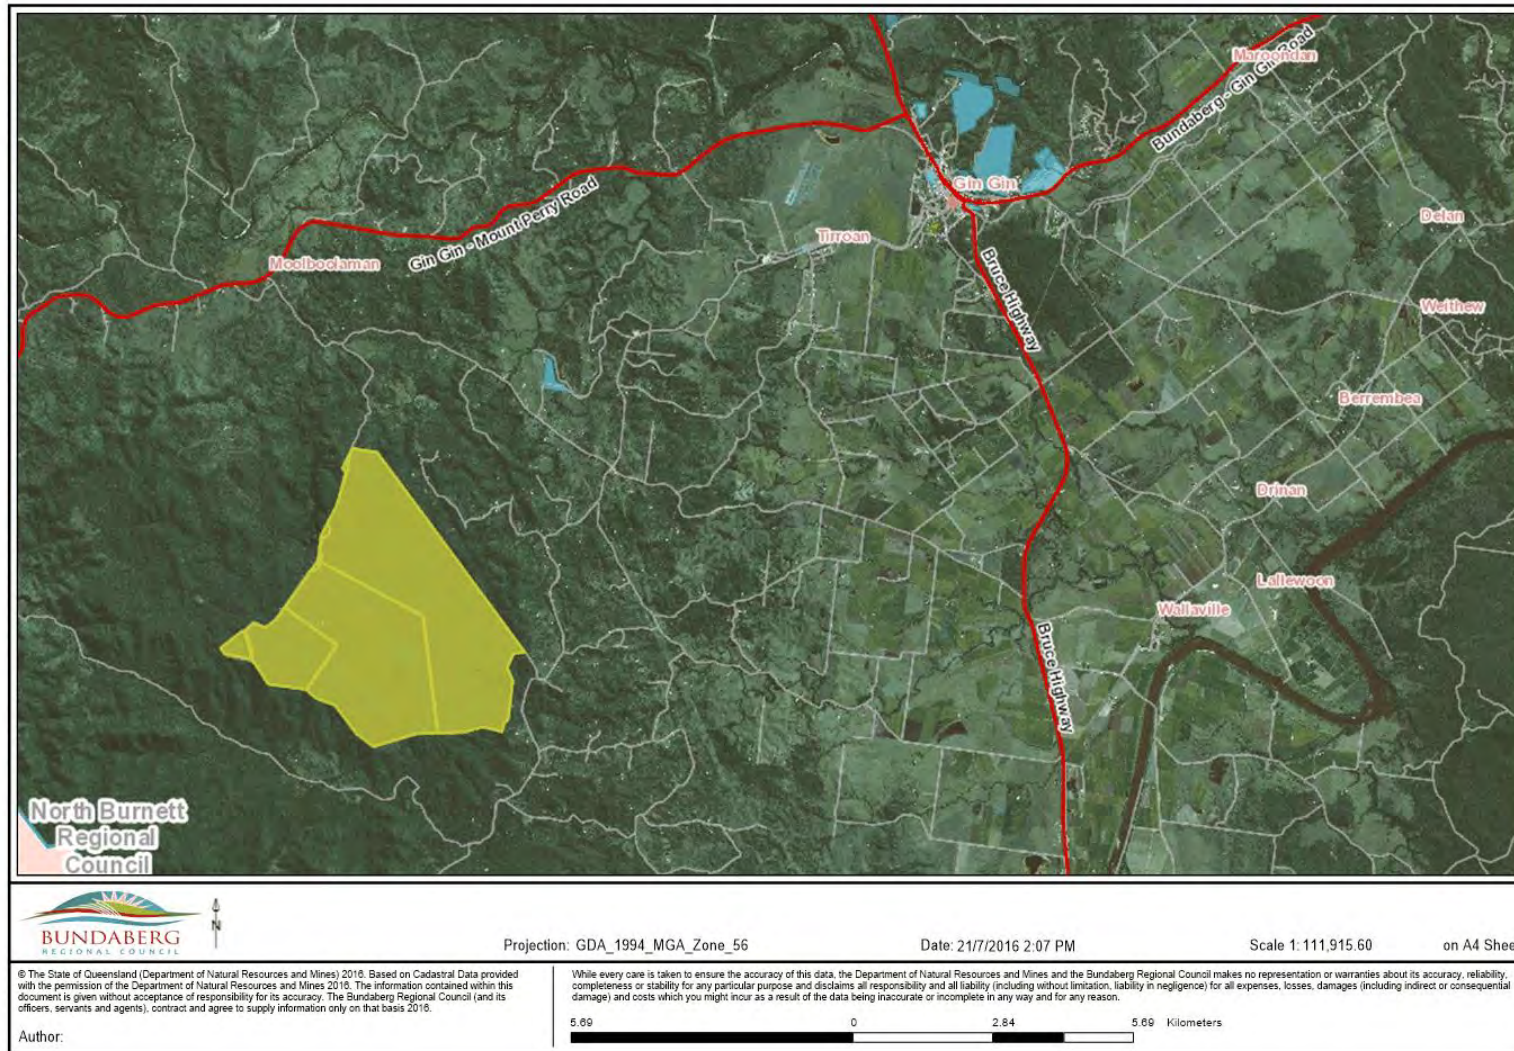 Maroondan
Bundaberg - Gin Gin Road
Gin Gin
Delan
Tirroan
Gin Gin - Mount Perry Road
Moolboolaman
Bruce Highway
Weithew
Berrembea
Drinan
Lallewoon
Wallaville
Bruce Highway
North Burnett
Regional
Council
BUNDABERG
REGIONAL COUNCIL
N
Projection: GDA_1994_MGA_Zone_56
Date: 21/7/2016 2:07 PM
Scale 1: 111,915.60
on A4 Shee
© The State of Queensland (Department of Natural Resources and Mines) 2016. Based on Cadastral Data provided
with the permission of the Department of Natural Resources and Mines 2016. The information contained within this
document is given without acceptance of responsibility for its accuracy. The Bundaberg Regional Council (and its
officers, servants and agents), contract and agree to supply information only on that basis 2016.
Author:
While every care is taken to ensure the accuracy of this data, the Department of Natural Resources and Mines and the Bundaberg Regional Council makes no representation or warranties about its accuracy, reliability,
completeness or stability for any particular purpose and disclaims all responsibility and all liability (including without limitation, liability in negligence) for all expenses, losses, damages (including indirect or consequential
damage) and costs which you might incur as a result of the data being inaccurate or incomplete in any way and for any reason.
5.69 0 2.84 5.69 Kilometers